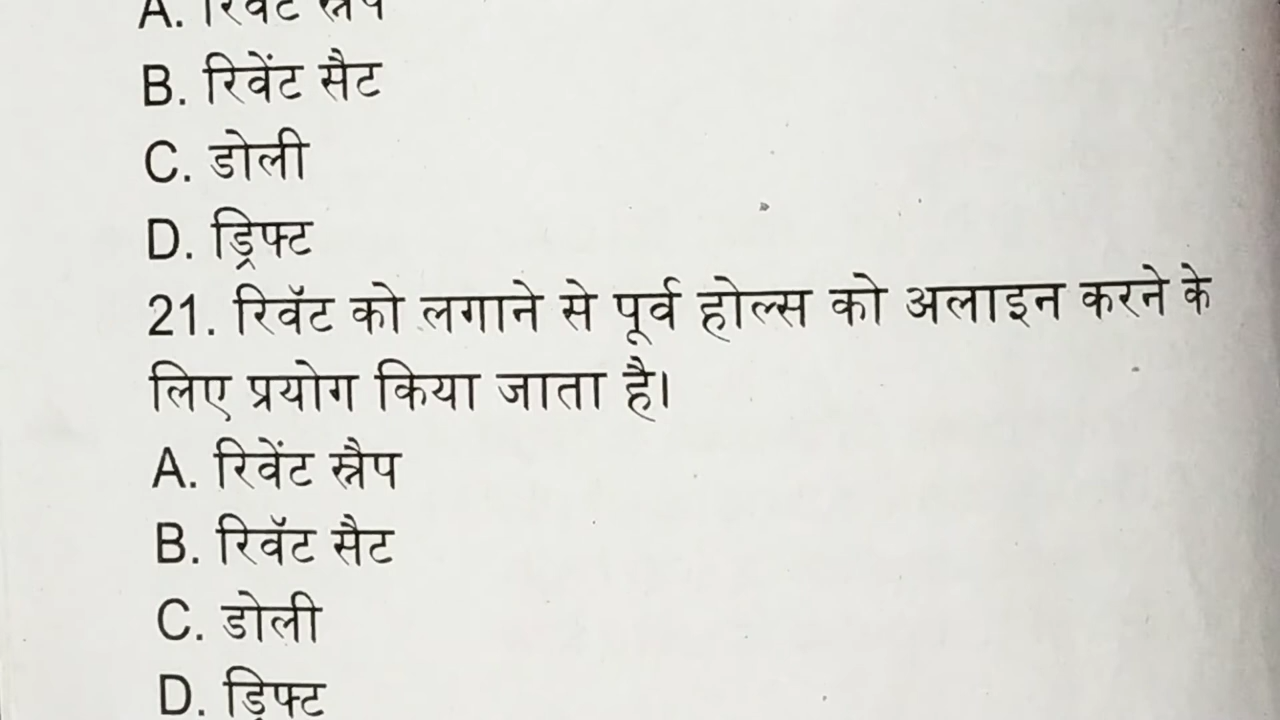 A. रिवेंट स्नैप
B. रिवेंट सैट
C. डोली
D. ड्रिफ्ट
21. रिवॅट को लगाने से पूर्व होल्स को अलाइन करने के
लिए प्रयोग किया जाता है।
A. रिवेंट स्नैप
B. रिवॅट सैट
C. डोली
D. ड्रिफ्ट